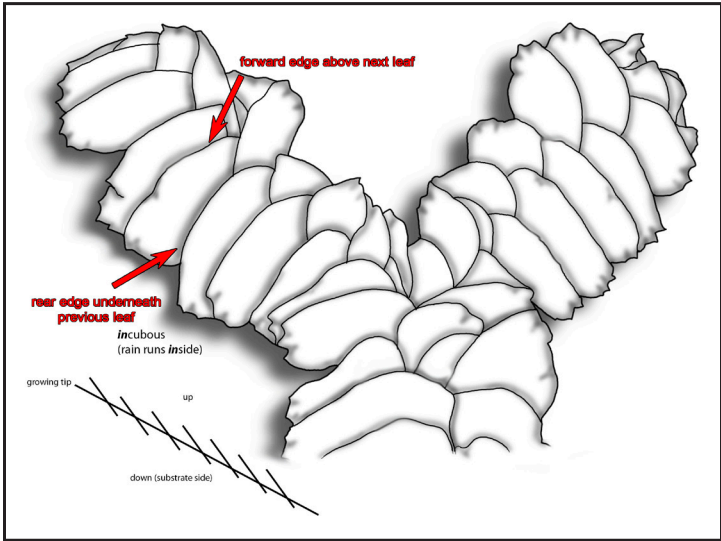 forward edge above next leaf
rear edge underneath
previous leaf
incubous
(rain runs inside)
growing tip
up
down (substrate side)